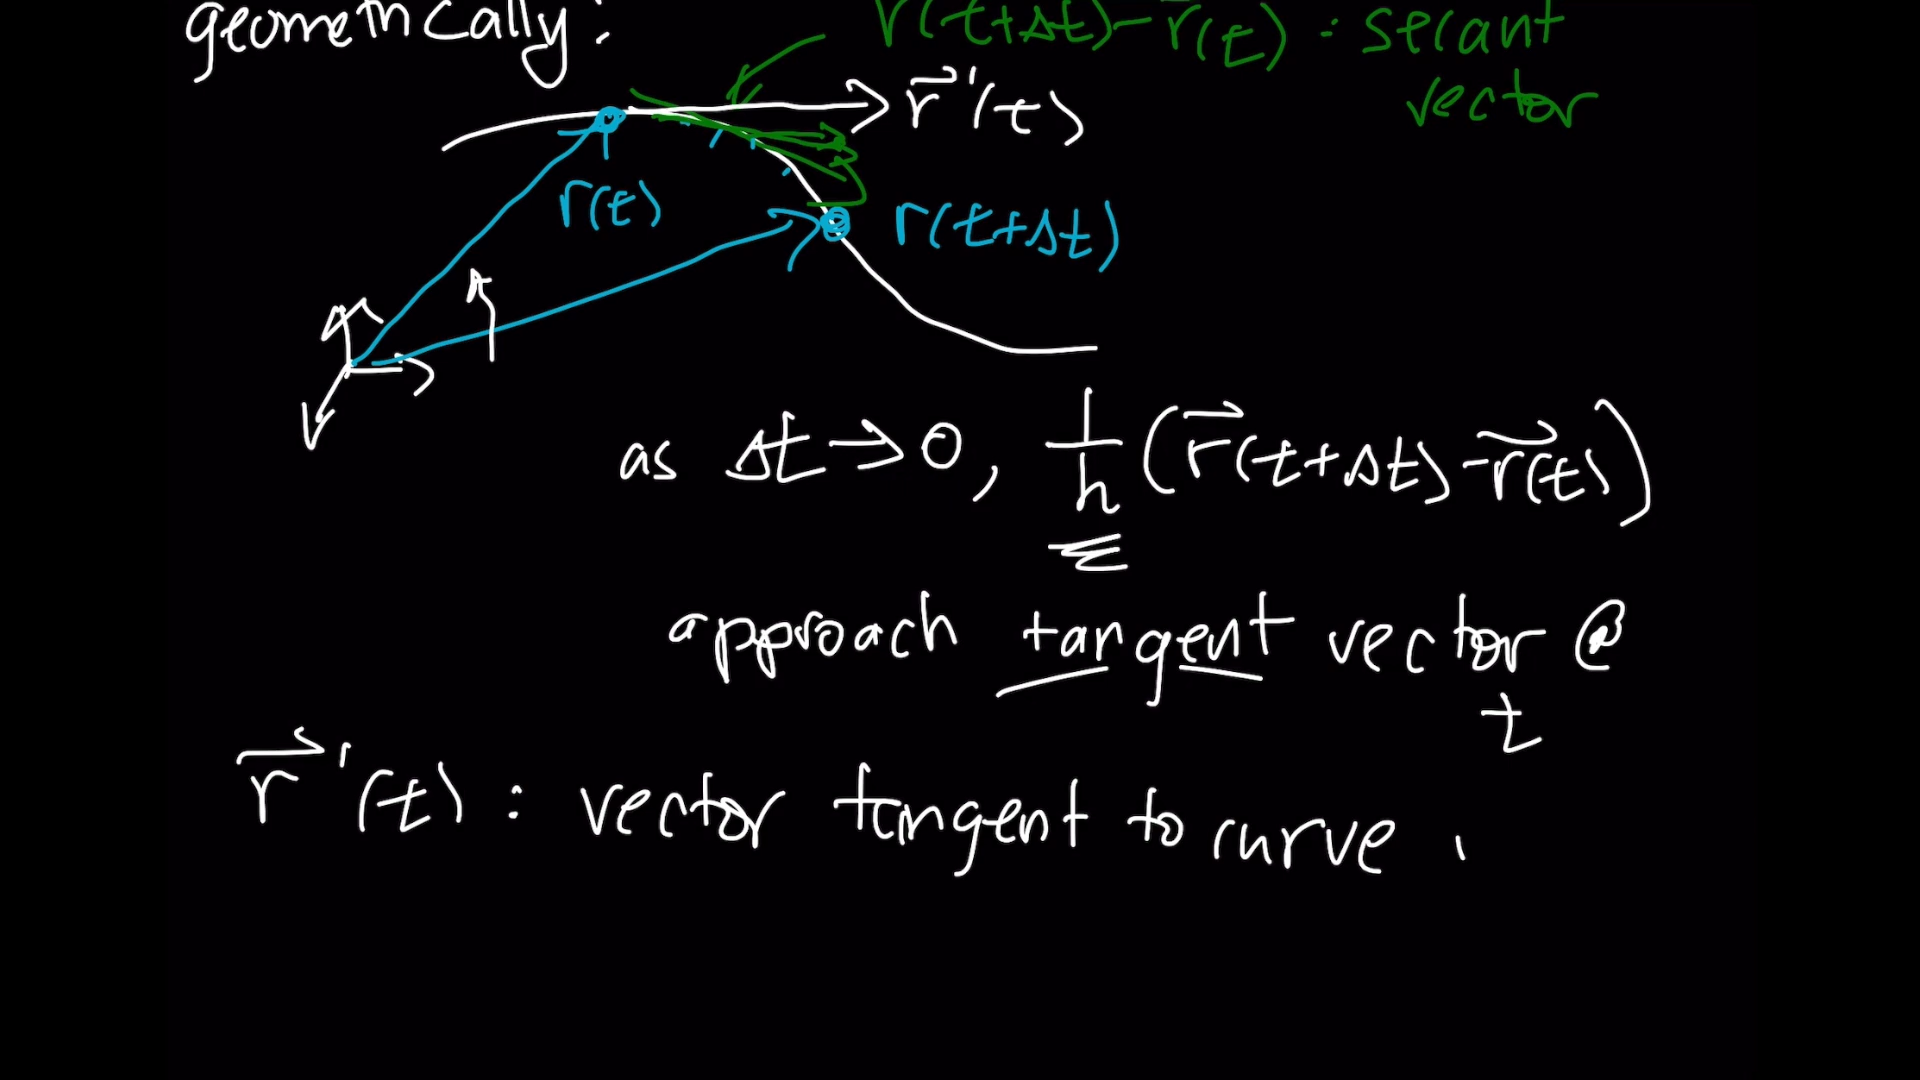 geometrically:
r(t+Δt)-r(t) : secant
vector
r⃗'(t)
r(t)
r(t+Δt)
as Δt→0, 1/h (r⃗(t+Δt)-r⃗(t))
approach tangent vector @
t
r⃗'(t) : vector tangent to curve